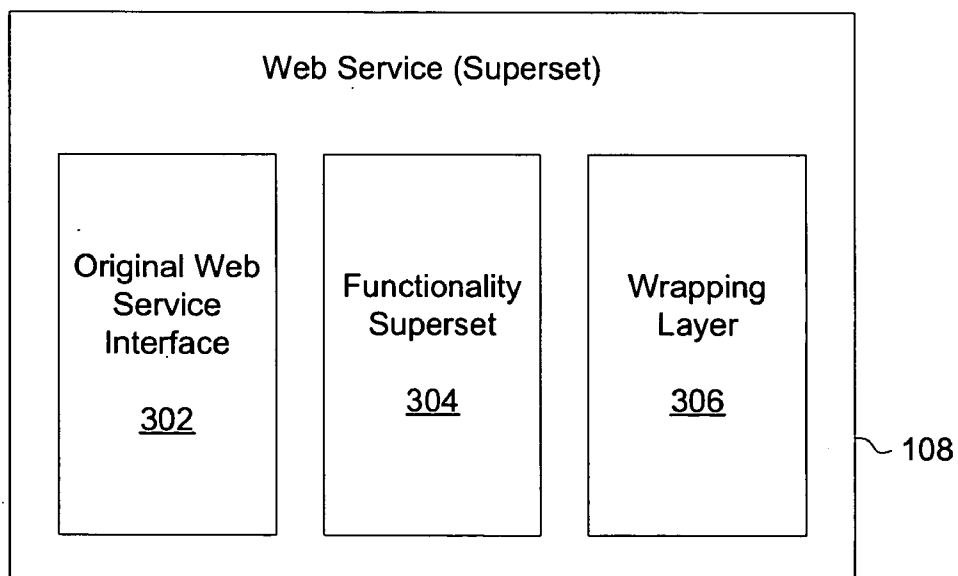 Web Service (Superset)
Original Web
Service
Interface
302
Functionality
Superset
304
Wrapping
Layer
306
108